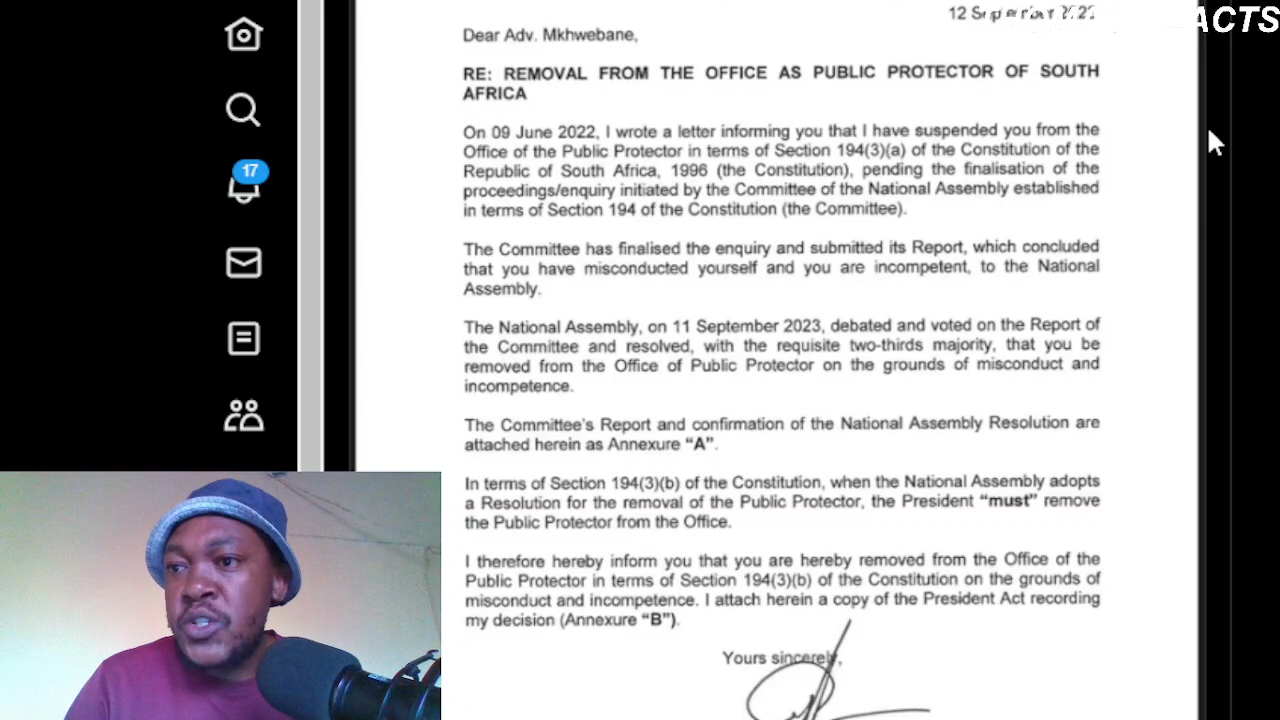 ACTS
12 September 2023
Dear Adv. Mkhwebane,
RE: REMOVAL FROM THE OFFICE AS PUBLIC PROTECTOR OF SOUTH
AFRICA
On 09 June 2022, I wrote a letter informing you that I have suspended you from the
Office of the Public Protector in terms of Section 194(3)(a) of the Constitution of the
Republic of South Africa, 1996 (the Constitution), pending the finalisation of the
proceedings/enquiry initiated by the Committee of the National Assembly established
in terms of Section 194 of the Constitution (the Committee).
17
The Committee has finalised the enquiry and submitted its Report, which concluded
that you have misconducted yourself and you are incompetent, to the National
Assembly.
The National Assembly, on 11 September 2023, debated and voted on the Report of
the Committee and resolved, with the requisite two-thirds majority, that you be
removed from the Office of Public Protector on the grounds of misconduct and
incompetence.
The Committee's Report and confirmation of the National Assembly Resolution are
attached herein as Annexure “A”.
In terms of Section 194(3)(b) of the Constitution, when the National Assembly adopts
a Resolution for the removal of the Public Protector, the President “must” remove
the Public Protector from the Office.
I therefore hereby inform you that you are hereby removed from the Office of the
Public Protector in terms of Section 194(3)(b) of the Constitution on the grounds of
misconduct and incompetence. I attach herein a copy of the President Act recording
my decision (Annexure “B”).
Yours sincerely,